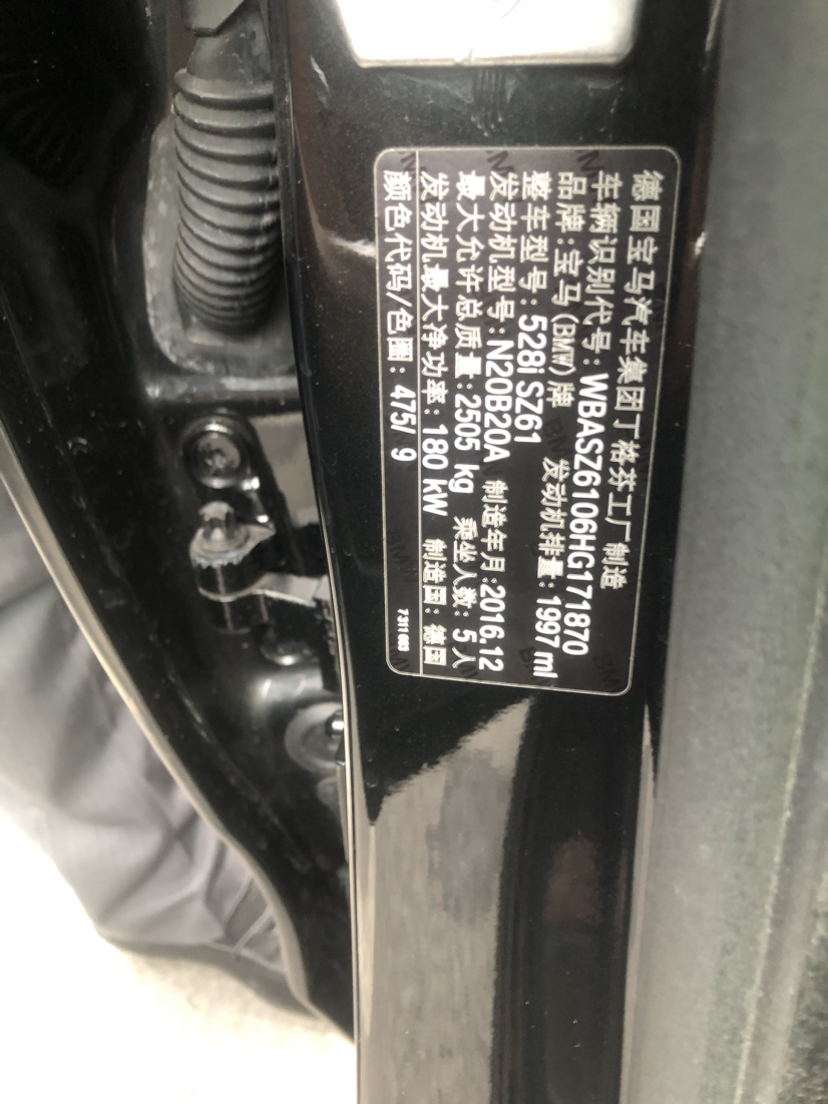 德国宝马汽车集团丁格芬工厂制造
车辆识别代号: WBASZ6106HG171870
品牌: 宝马(BMW)牌 发动机排量: 1997 ml
整车型号: 528i SZ61
发动机型号: N20B20A 制造年月: 2016.12
最大允许总质量: 2505 kg 乘坐人数: 5人
发动机最大净功率: 180 kW 制造国: 德国
颜色代码/色圈: 475/ 9
7 311 083